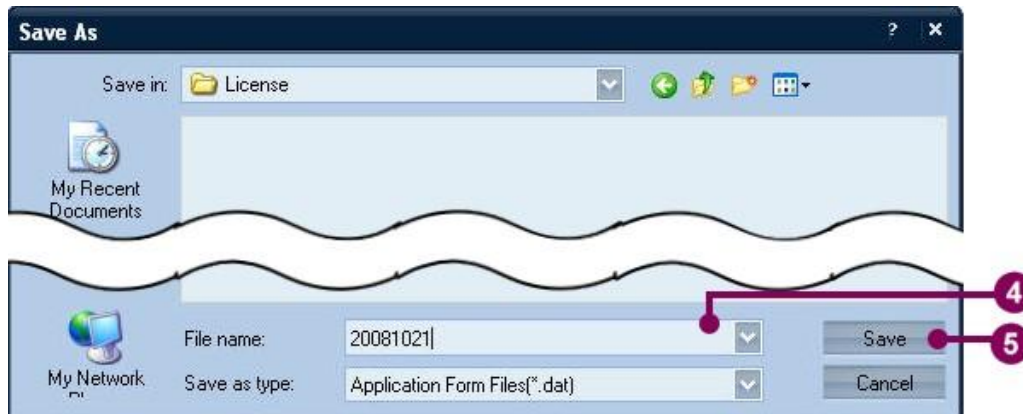 Save As
Save in: License
My Recent
Documents
4
File name: 20081021
Save 5
My Network
Save as type: Application Form Files(*.dat)
Cancel